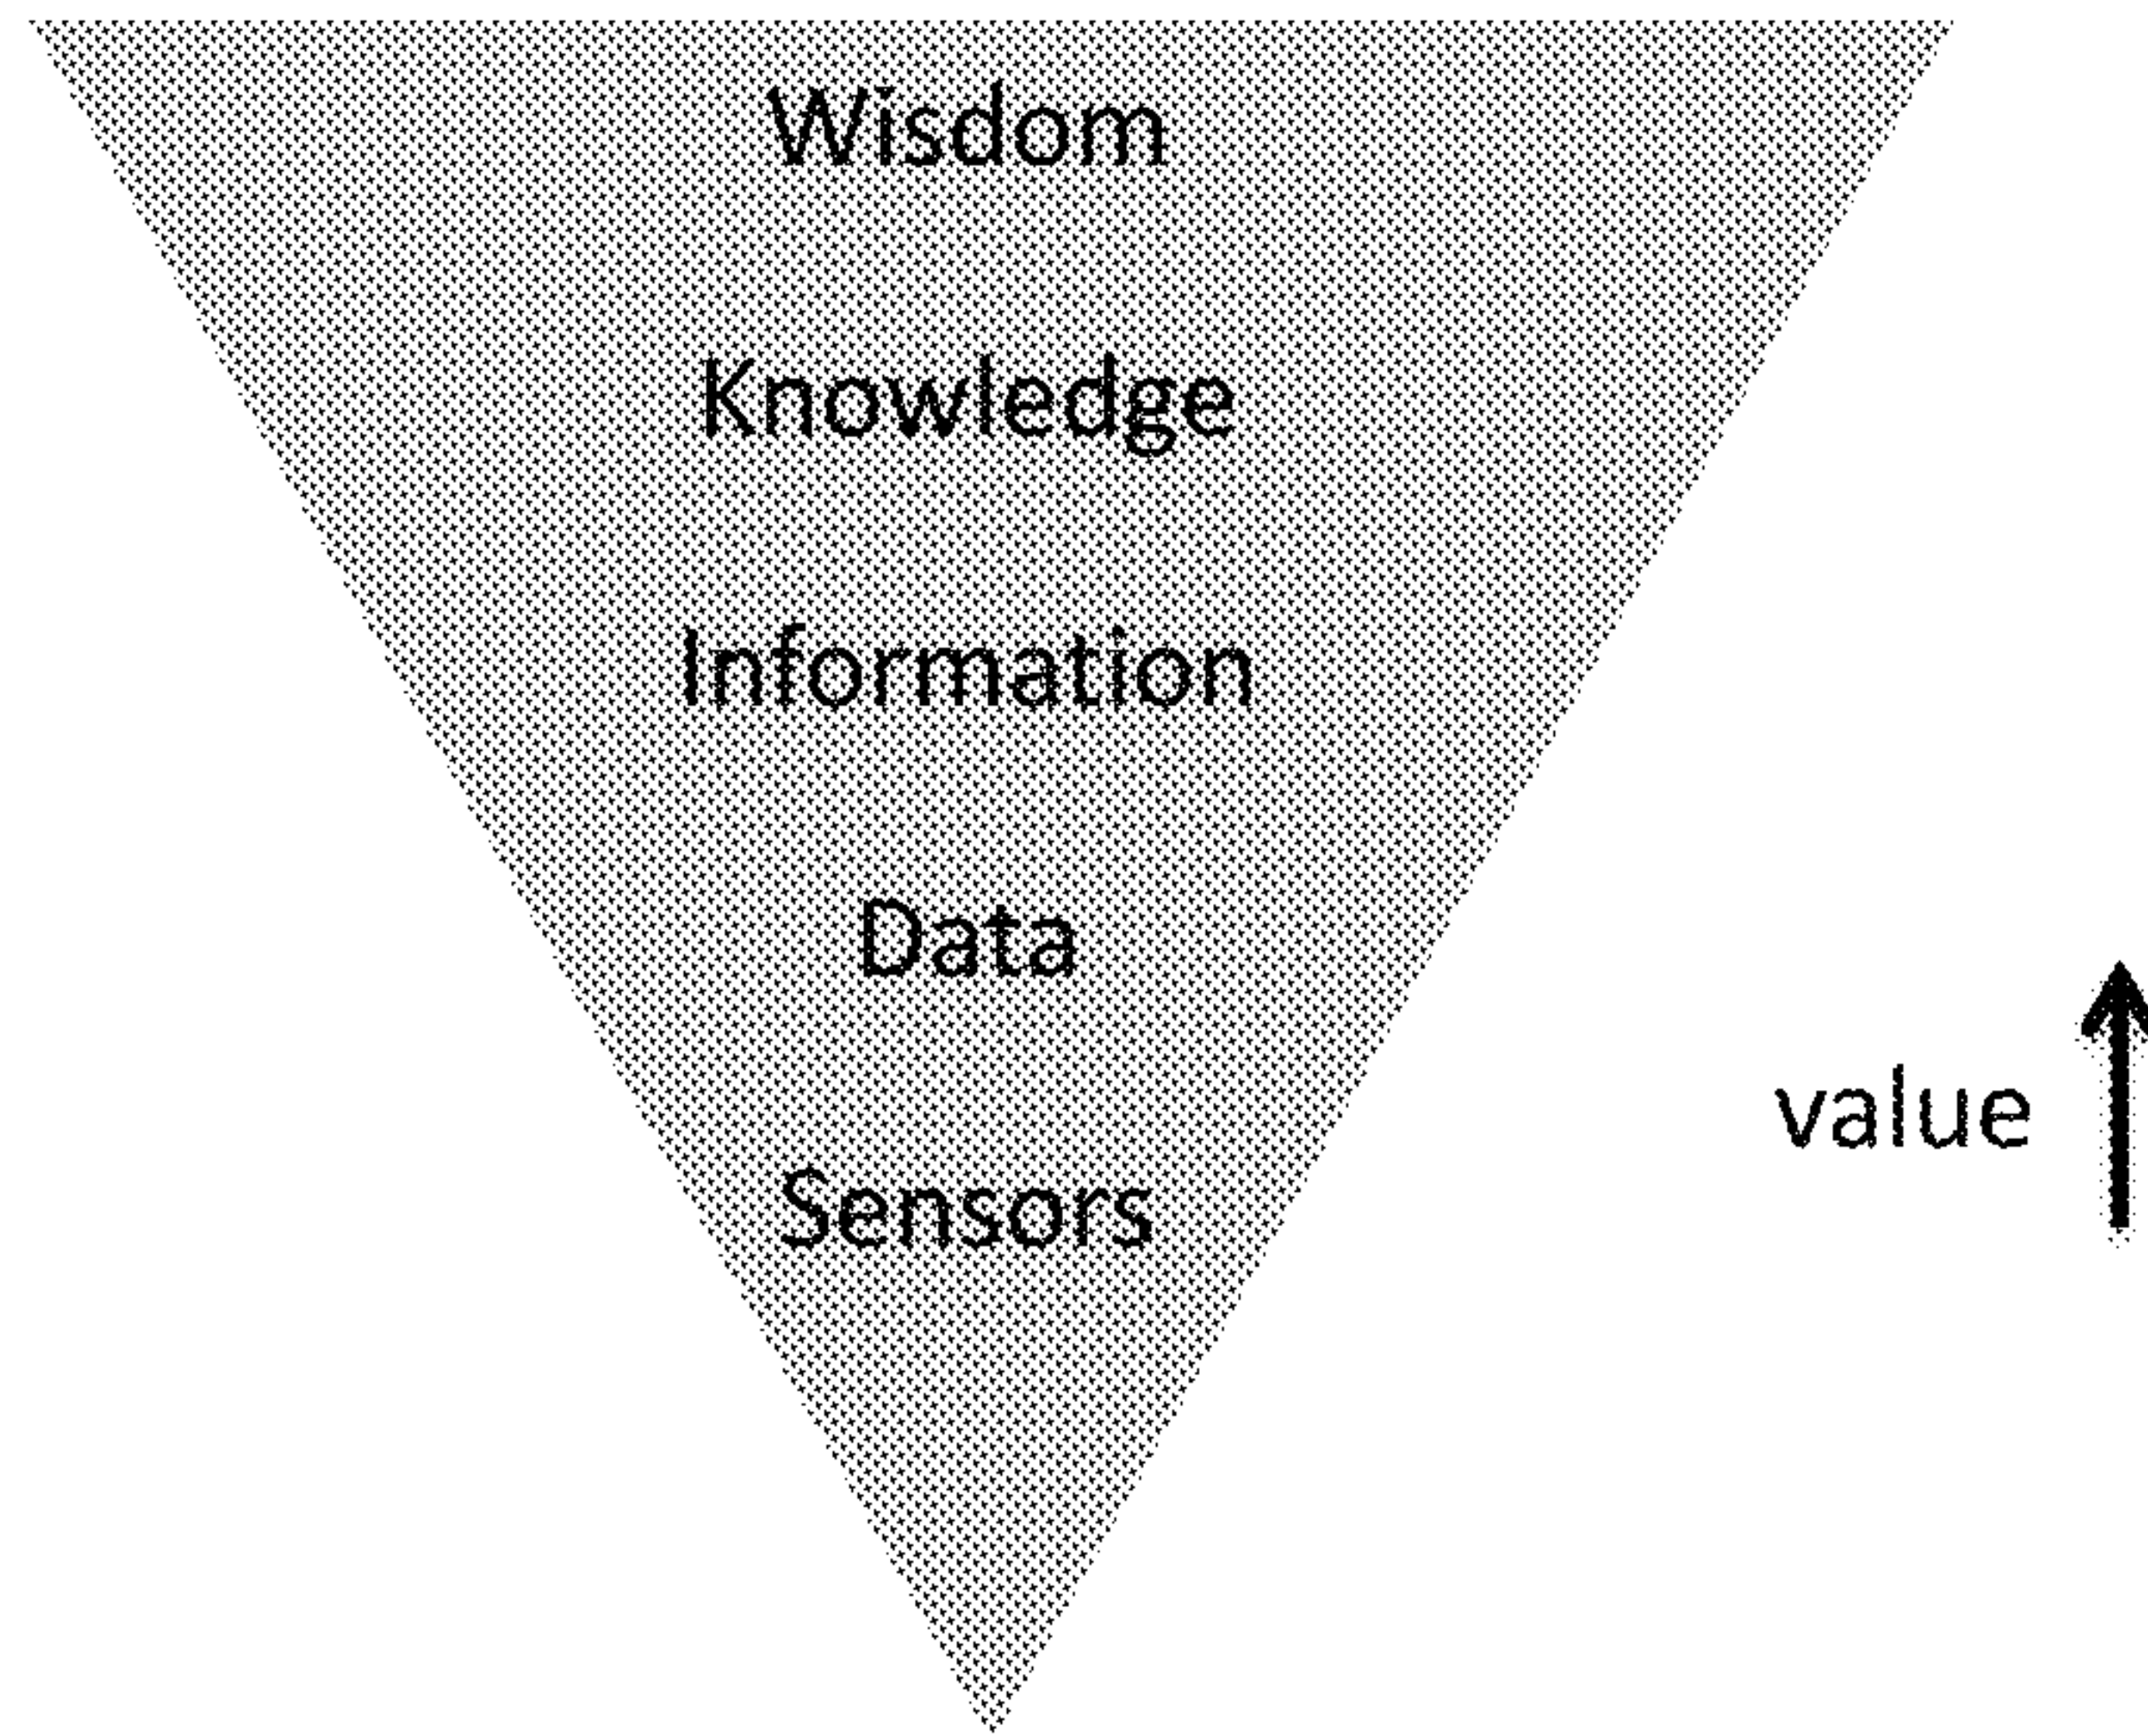 Wisdom
Knowledge
Information
Data
value
Sensors